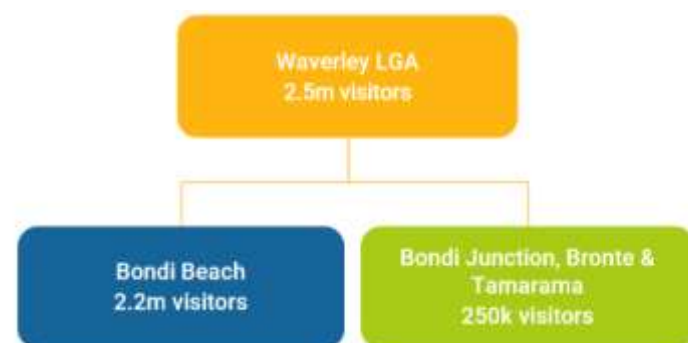 Waverley LGA
2.5m visitors
Bondi Beach
2.2m visitors
Bondi Junction, Bronte &
Tamarama
250k visitors